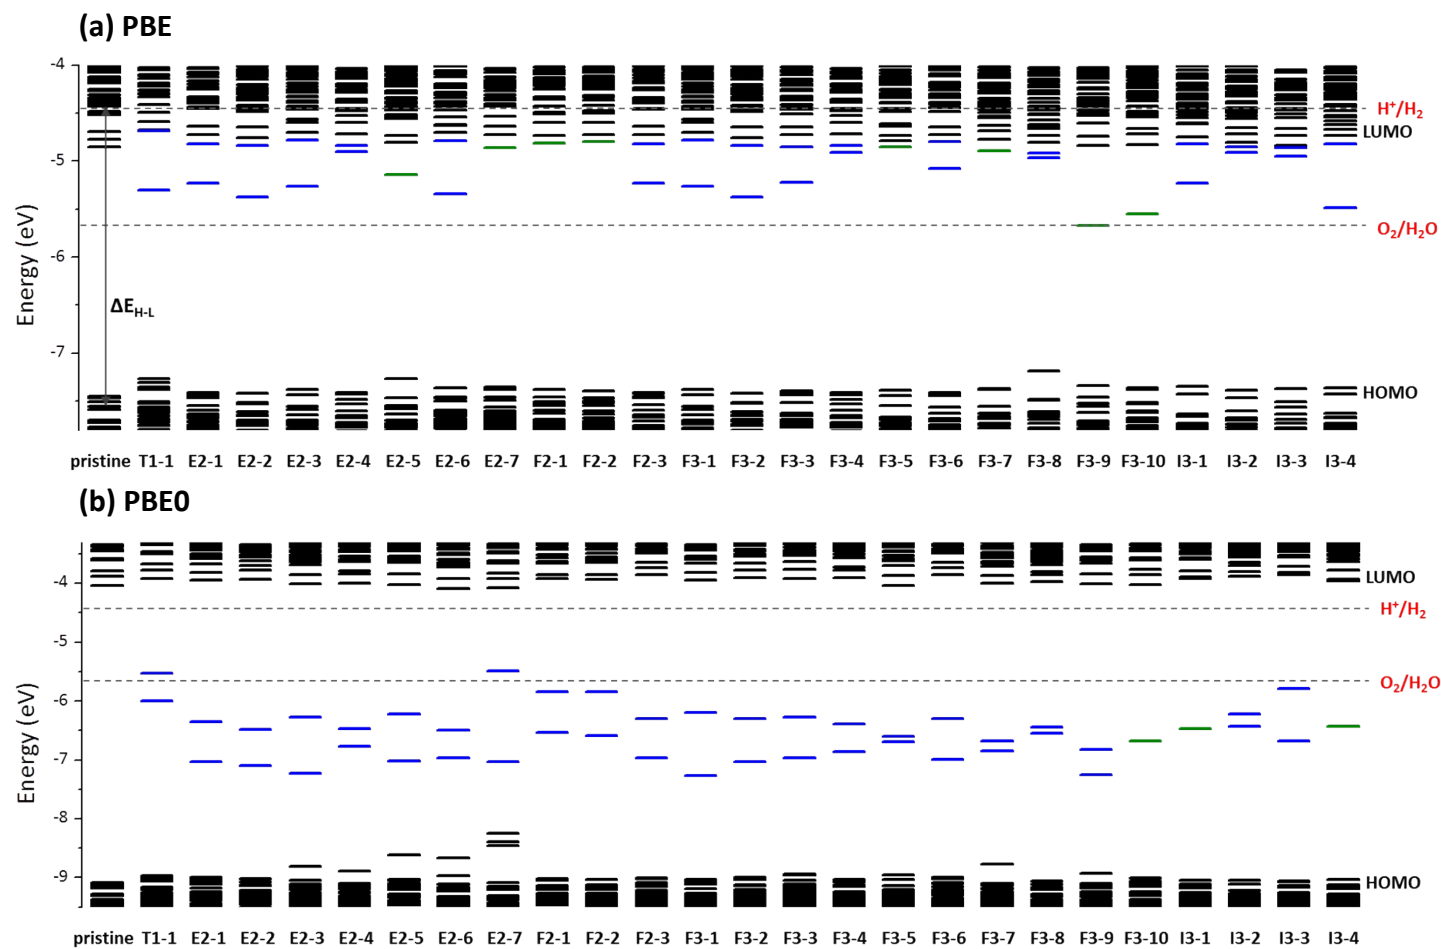 (a) PBE
-4
H⁺/H₂
LUMO
-5
O₂/H₂O
-6
Energy (eV)
ΔE_H-L
-7
HOMO
pristine T1-1 E2-1 E2-2 E2-3 E2-4 E2-5 E2-6 E2-7 F2-1 F2-2 F2-3 F3-1 F3-2 F3-3 F3-4 F3-5 F3-6 F3-7 F3-8 F3-9 F3-10 I3-1 I3-2 I3-3 I3-4
(b) PBE0
-4
LUMO
H⁺/H₂
-5
O₂/H₂O
-6
Energy (eV)
-7
-8
-9
HOMO
pristine T1-1 E2-1 E2-2 E2-3 E2-4 E2-5 E2-6 E2-7 F2-1 F2-2 F2-3 F3-1 F3-2 F3-3 F3-4 F3-5 F3-6 F3-7 F3-8 F3-9 F3-10 I3-1 I3-2 I3-3 I3-4